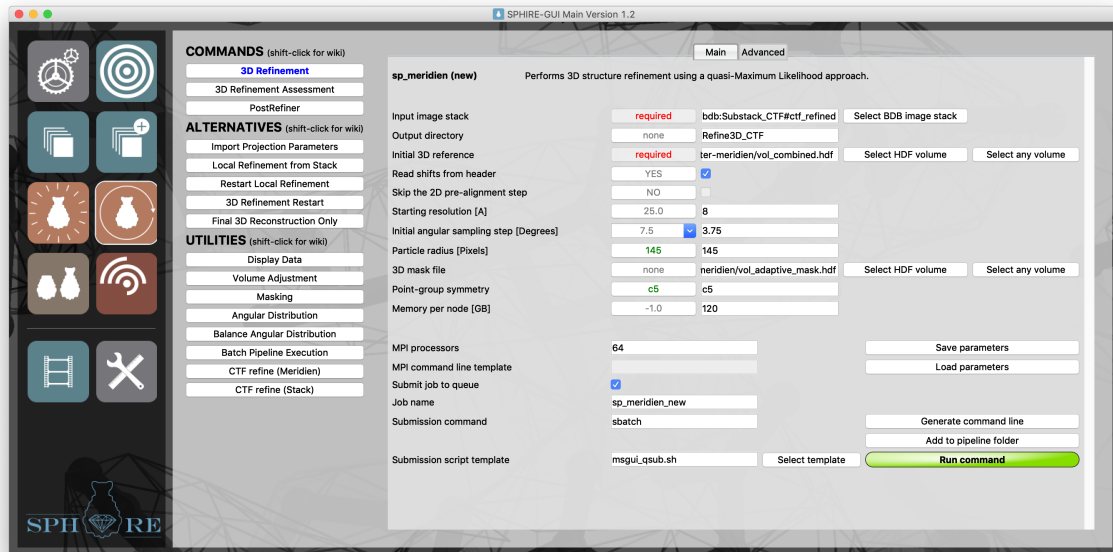 SPHIRE-GUI Main Version 1.2
COMMANDS (shift-click for wiki)
3D Refinement
3D Refinement Assessment
PostRefiner
ALTERNATIVES (shift-click for wiki)
Import Projection Parameters
Local Refinement from Stack
Restart Local Refinement
3D Refinement Restart
Final 3D Reconstruction Only
UTILITIES (shift-click for wiki)
Display Data
Volume Adjustment
Masking
Angular Distribution
Balance Angular Distribution
Batch Pipeline Execution
CTF refine (Meridien)
CTF refine (Stack)
SPHIRE
Main Advanced
sp_meridien (new) Performs 3D structure refinement using a quasi-Maximum Likelihood approach.
Input image stack required bdb:Substack_CTF#ctf_refined Select BDB image stack
Output directory none Refine3D_CTF
Initial 3D reference required ter-meridien/vol_combined.hdf Select HDF volume Select any volume
Read shifts from header YES
Skip the 2D pre-alignment step NO
Starting resolution [A] 25.0 8
Initial angular sampling step [Degrees] 7.5 3.75
Particle radius [Pixels] 145 145
3D mask file none neridien/vol_adaptive_mask.hdf Select HDF volume Select any volume
Point-group symmetry c5 c5
Memory per node [GB] -1.0 120
MPI processors 64 Save parameters
MPI command line template Load parameters
Submit job to queue
Job name sp_meridien_new
Submission command sbatch Generate command line
Add to pipeline folder
Submission script template msgui_qsub.sh Select template Run command